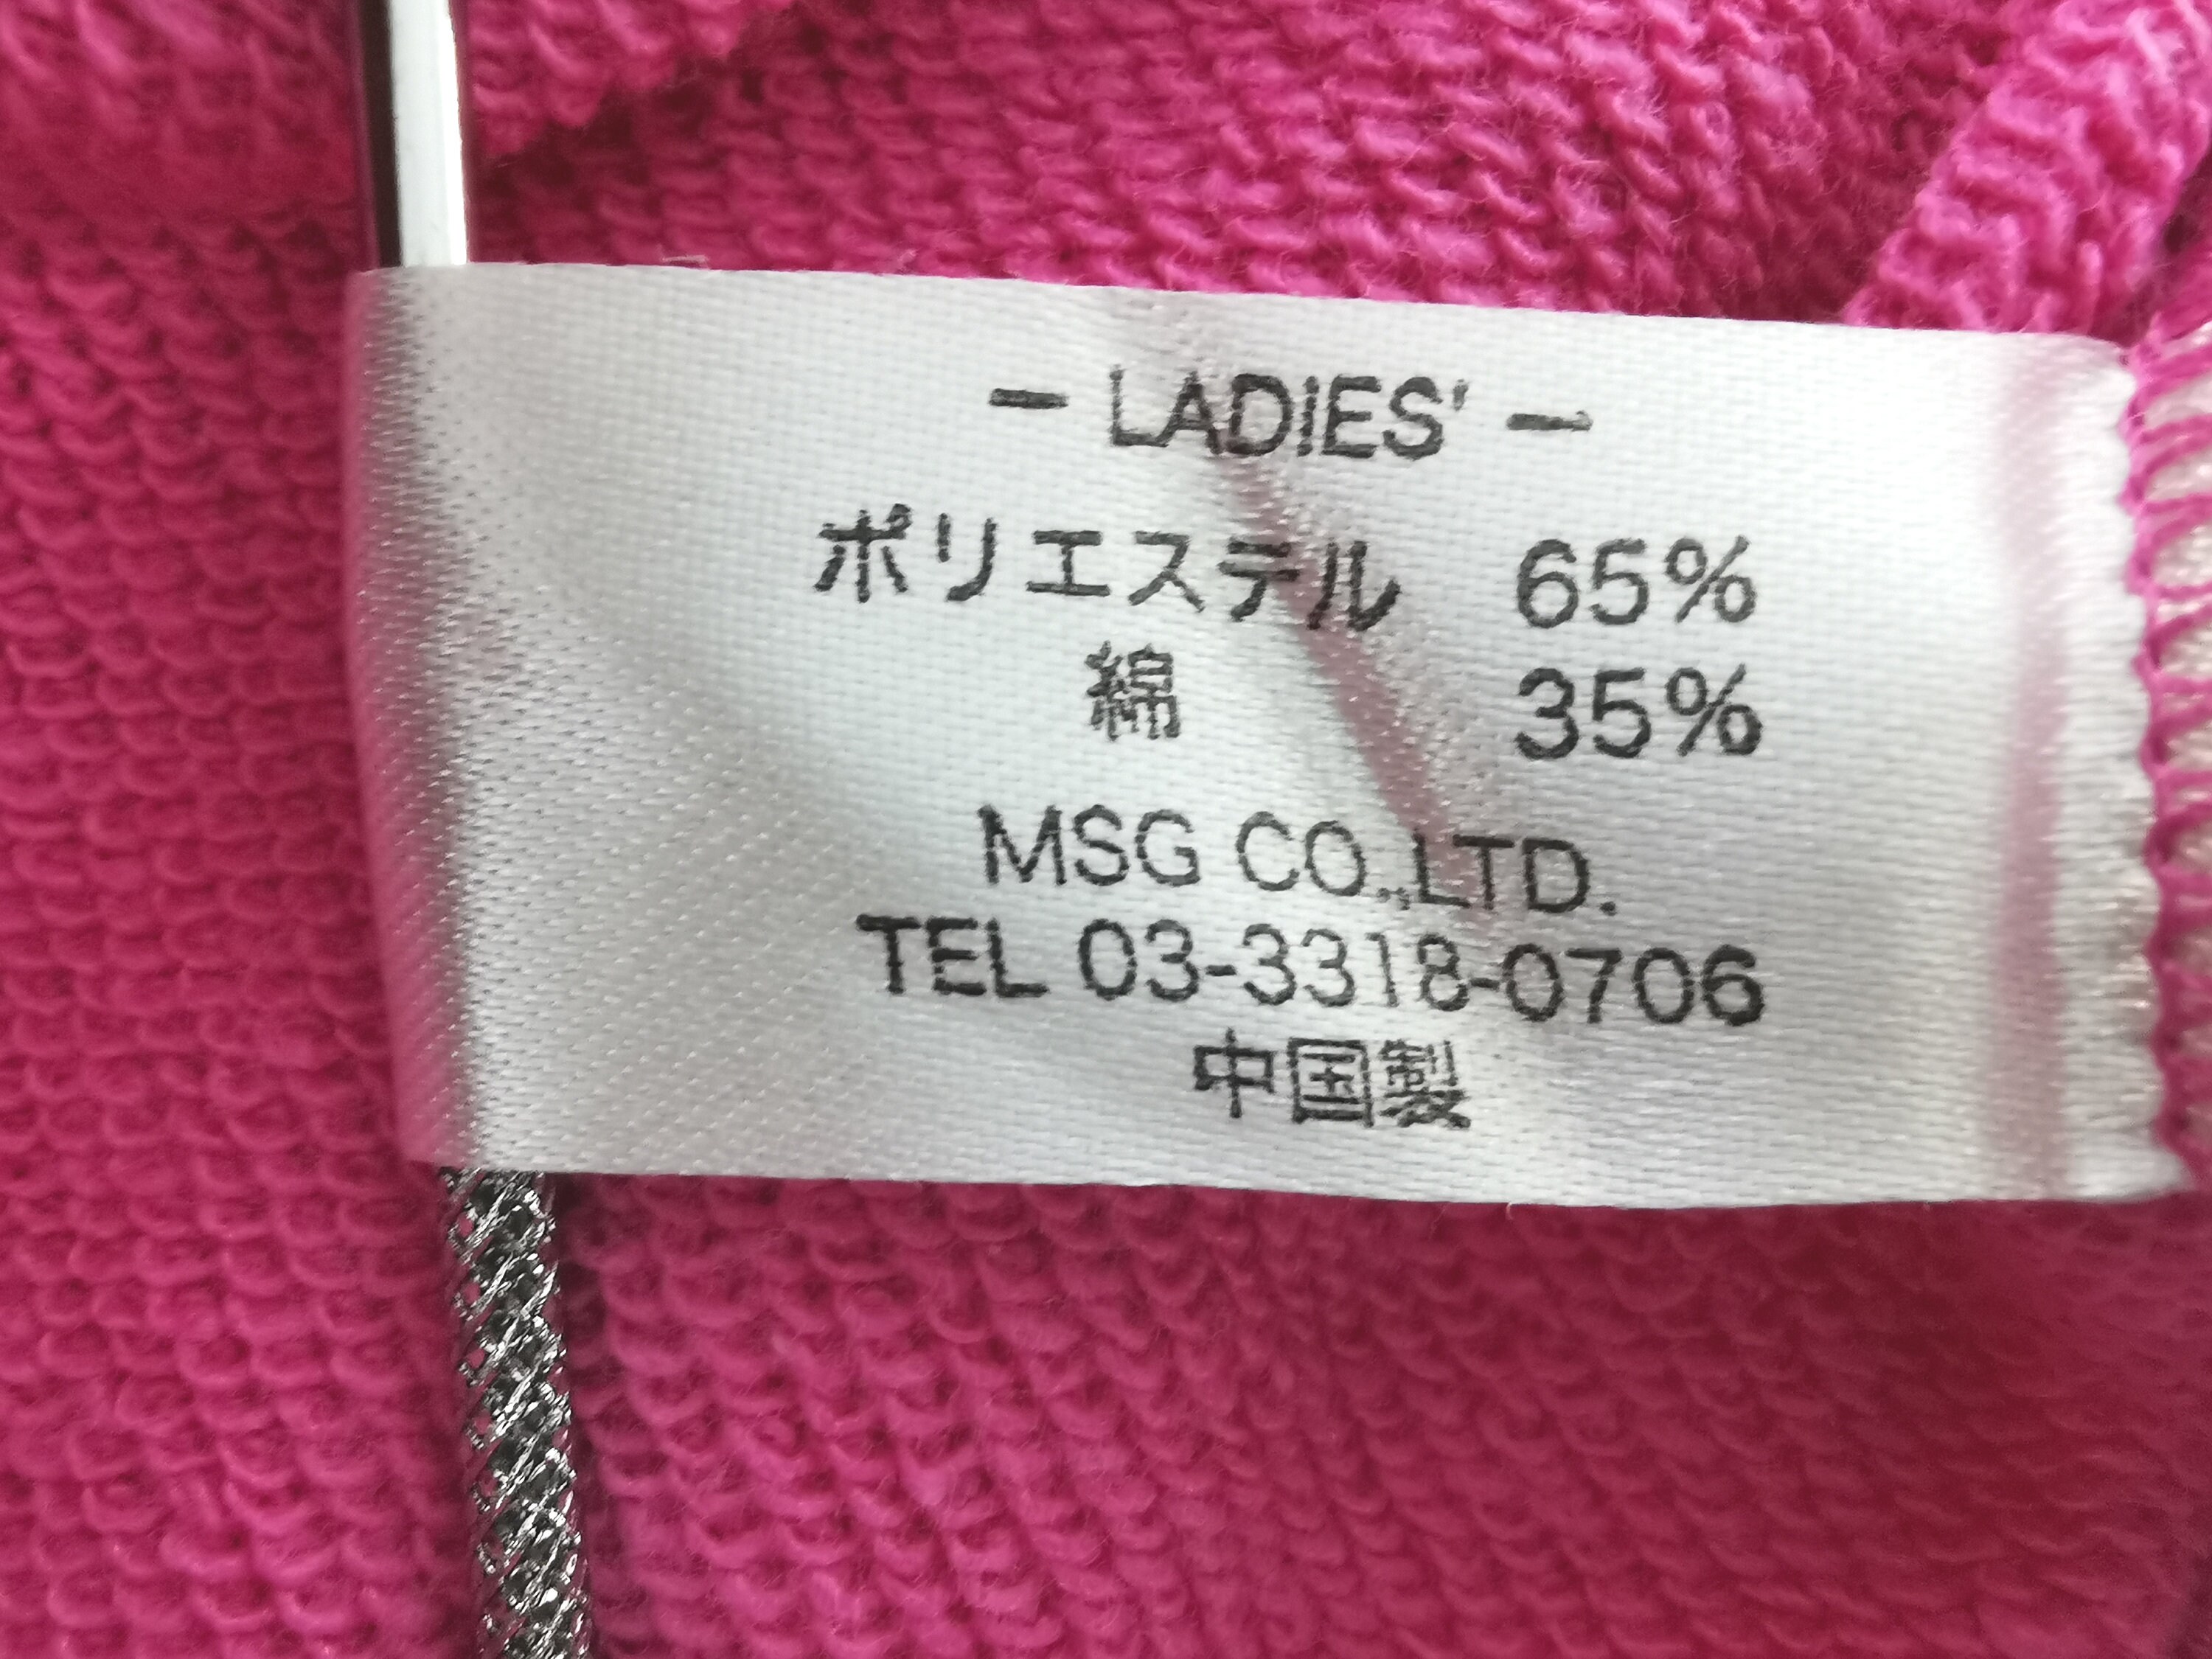 - LADIES' -
ポリエステル 65%
綿 35%
MSG CO.,LTD.
TEL 03-3318-0706
中国製